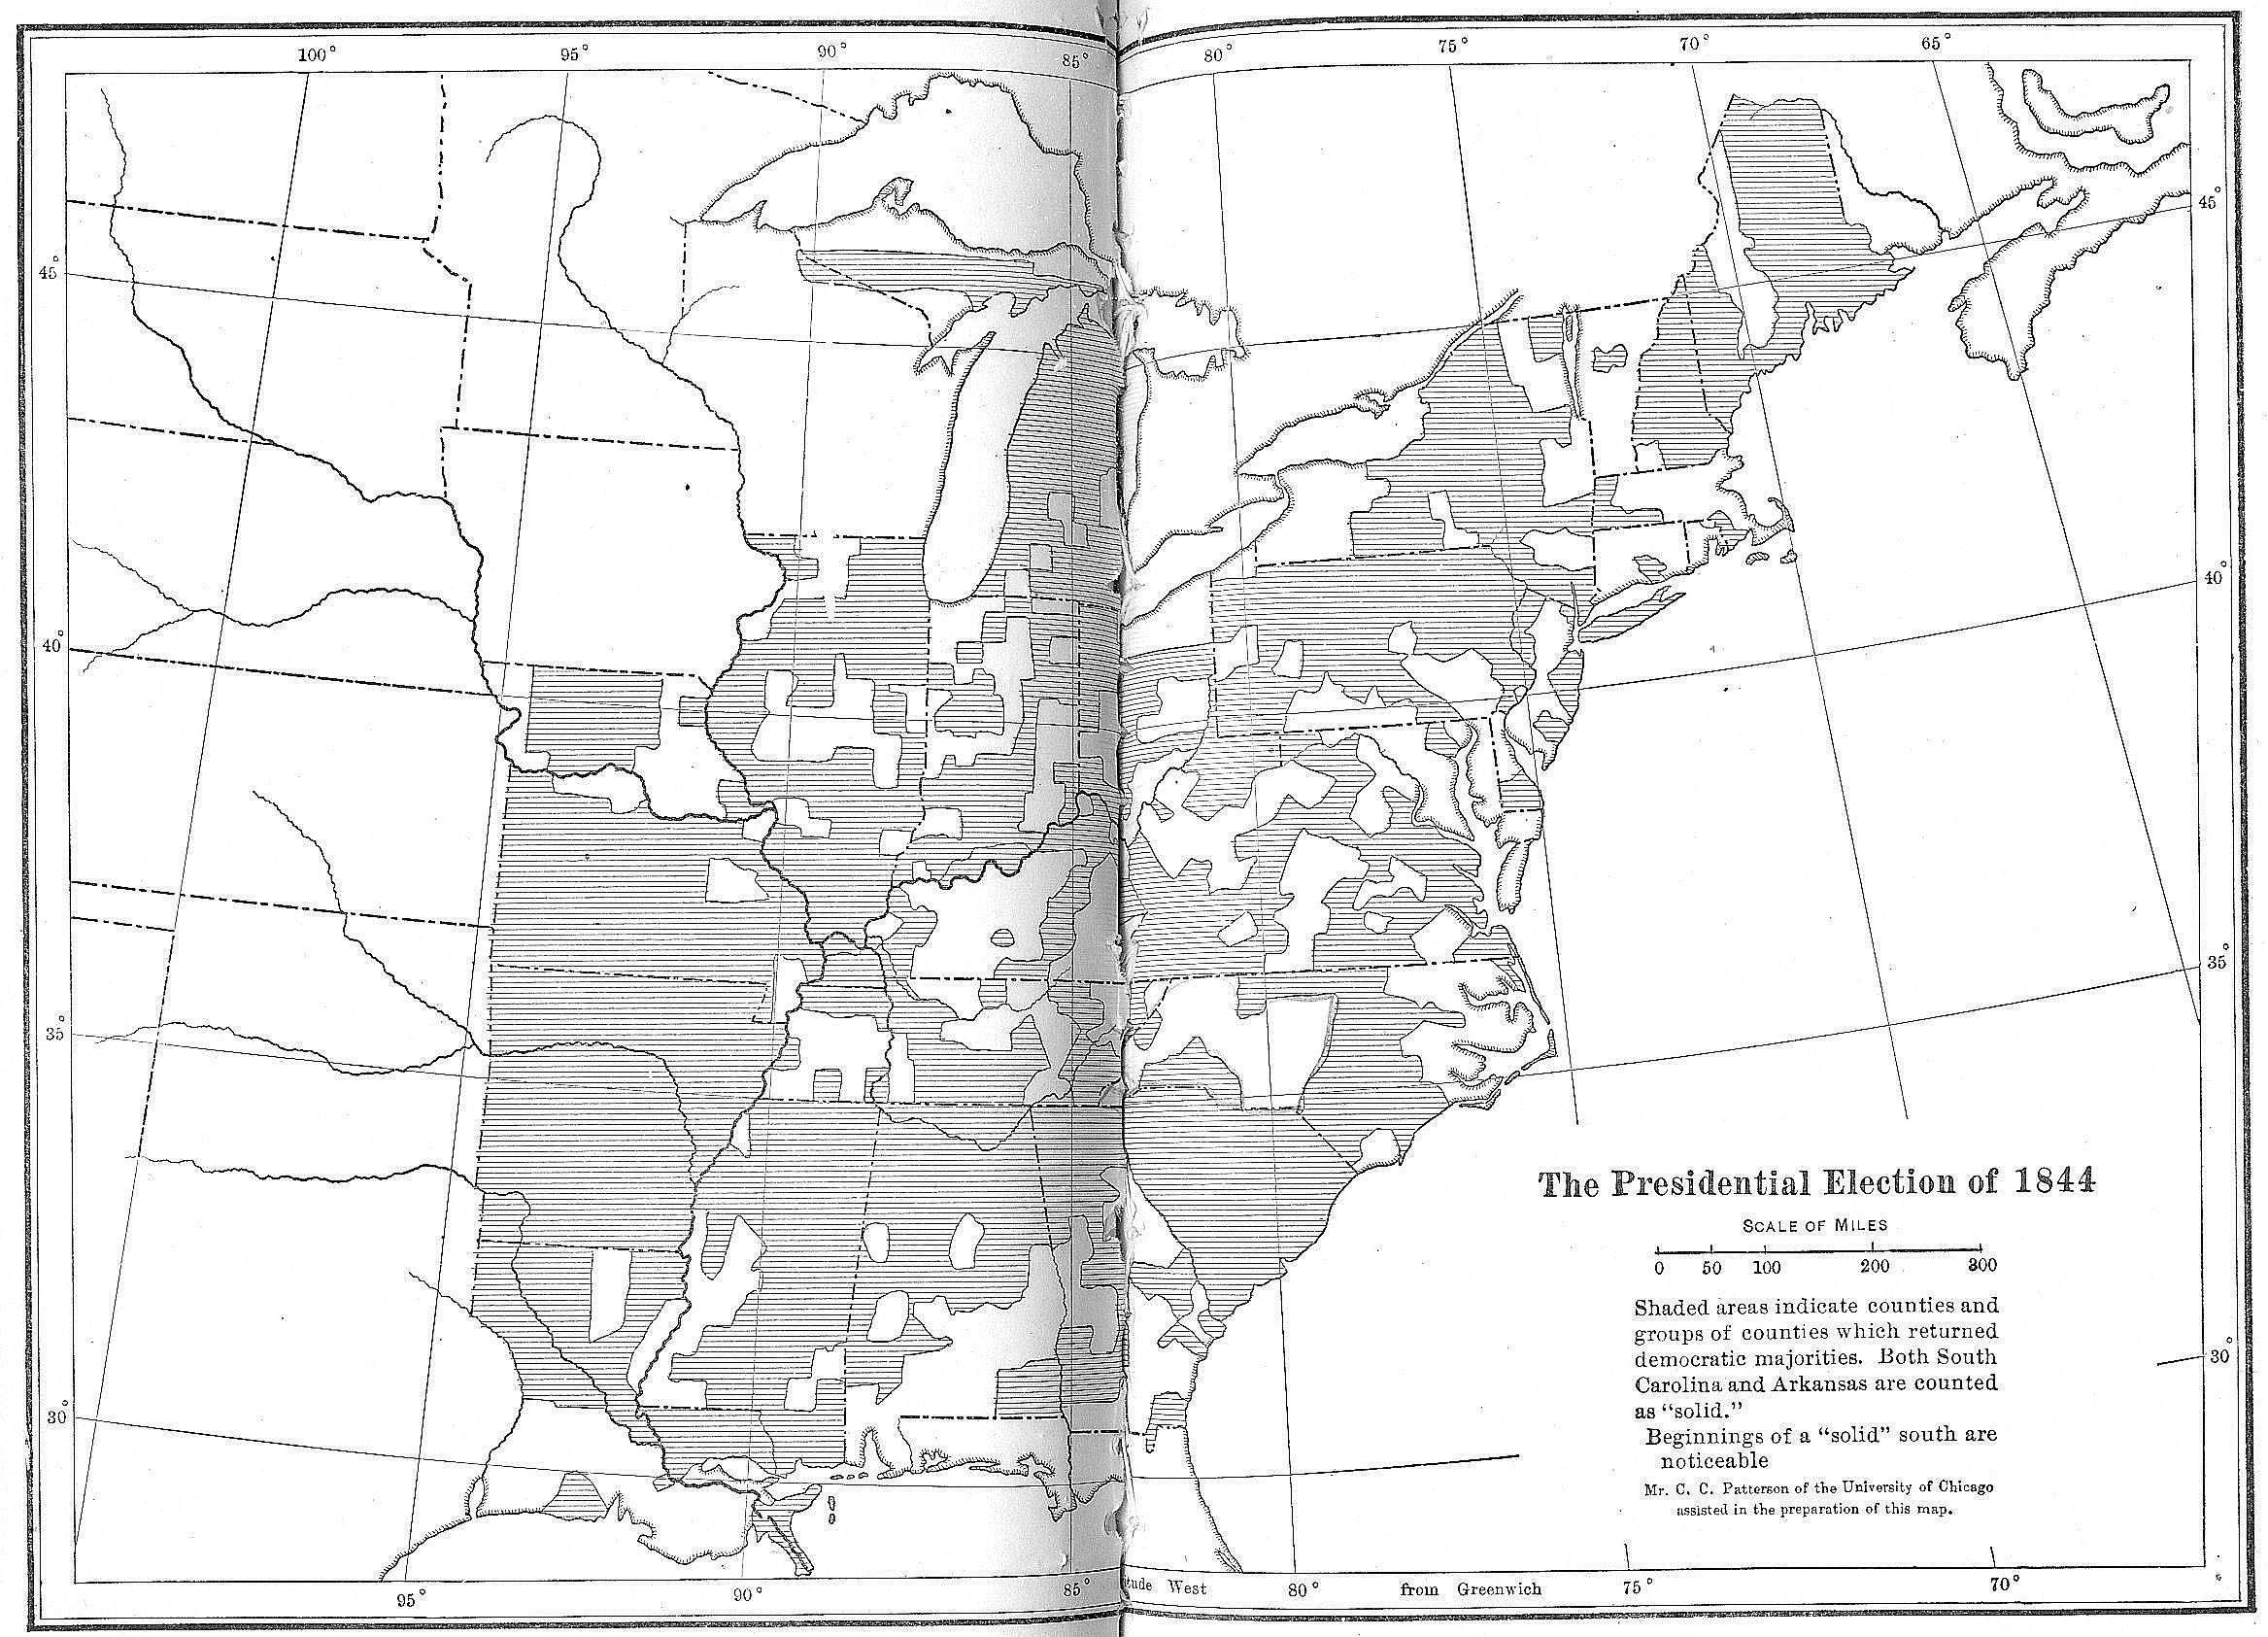 100° 95° 90° 85° 80° 75° 70° 65°
45° 45°
40° 40°
35° 35°
30° 30°
The Presidential Election of 1844
SCALE OF MILES
0 50 100 200 300
Shaded areas indicate counties and
groups of counties which returned
democratic majorities. Both South
Carolina and Arkansas are counted
as "solid."
Beginnings of a "solid" south are
noticeable
Mr. C. C. Patterson of the University of Chicago
assisted in the preparation of this map.
95° 90° 85° tude West 80° from Greenwich 75° 70°